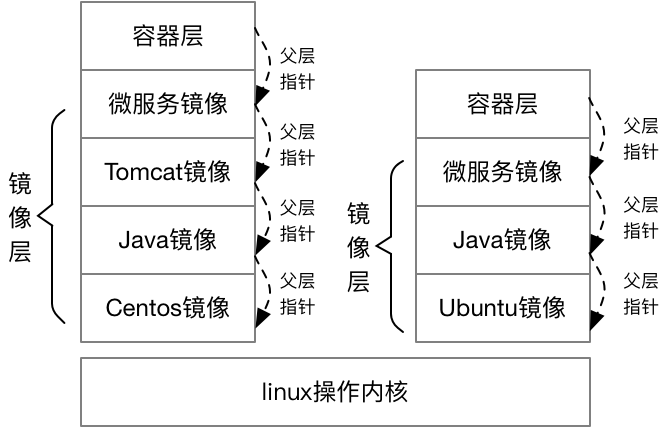 容器层
微服务镜像
Tomcat镜像
Java镜像
Centos镜像
父层
指针
父层
指针
父层
指针
父层
指针
镜
像
层
容器层
微服务镜像
Java镜像
Ubuntu镜像
父层
指针
父层
指针
父层
指针
镜
像
层
linux操作内核